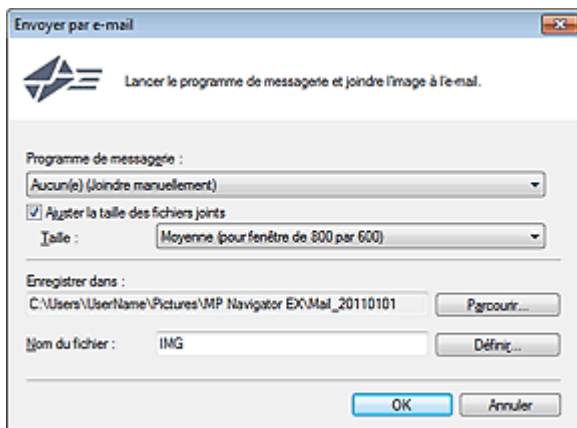 Envoyer par e-mail
Lancer le programme de messagerie et joindre l'image à l'e-mail.
Programme de messagerie :
Aucun(e) (Joindre manuellement)
Ajuster la taille des fichiers joints
Taille : Moyenne (pour fenêtre de 800 par 600)
Enregistrer dans :
C:\Users\UserName\Pictures\MP Navigator EX\Mail_20110101 Parcourir...
Nom du fichier : IMG Définir...
OK Annuler